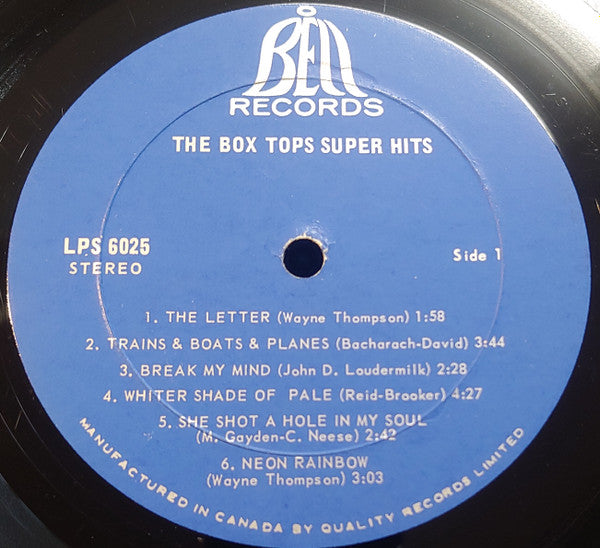 BELL
RECORDS
THE BOX TOPS SUPER HITS
LPS 6025
STEREO
Side 1
1. THE LETTER (Wayne Thompson) 1:58
2. TRAINS & BOATS & PLANES (Bacharach-David) 3:44
3. BREAK MY MIND (John D. Loudermilk) 2:28
4. WHITER SHADE OF PALE (Reid-Brooker) 4:27
5. SHE SHOT A HOLE IN MY SOUL
(M. Gayden-C. Neese) 2:42
6. NEON RAINBOW
(Wayne Thompson) 3:03
MANUFACTURED IN CANADA BY QUALITY RECORDS LIMITED